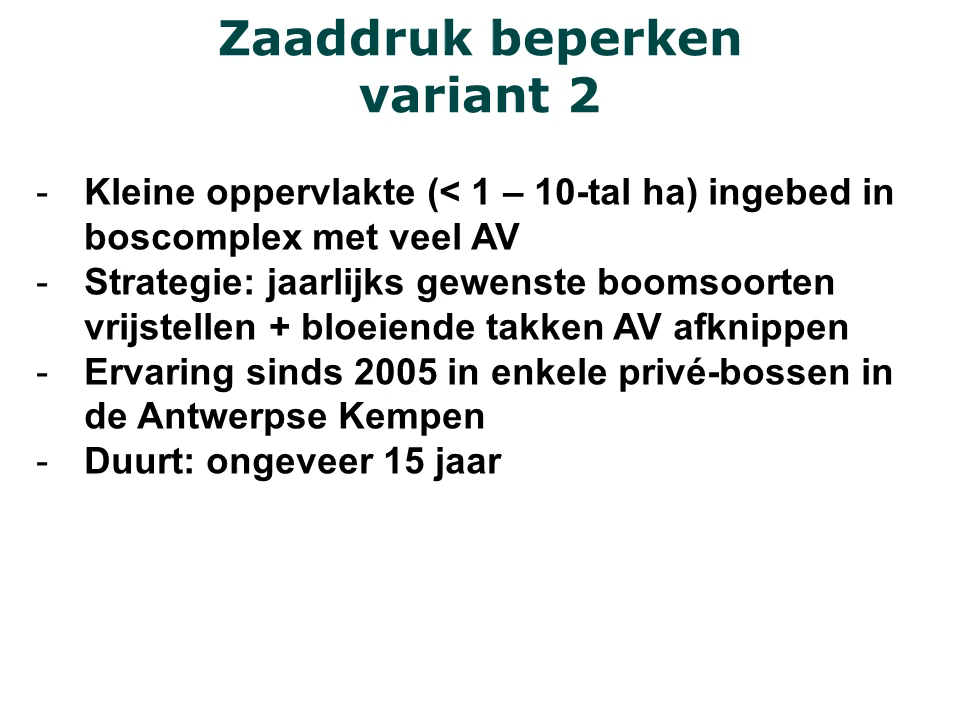 Zaaddruk beperken
variant 2
- Kleine oppervlakte (< 1 – 10-tal ha) ingebed in
boscomplex met veel AV
- Strategie: jaarlijks gewenste boomsoorten
vrijstellen + bloeiende takken AV afknippen
- Ervaring sinds 2005 in enkele privé-bossen in
de Antwerpse Kempen
- Duurt: ongeveer 15 jaar